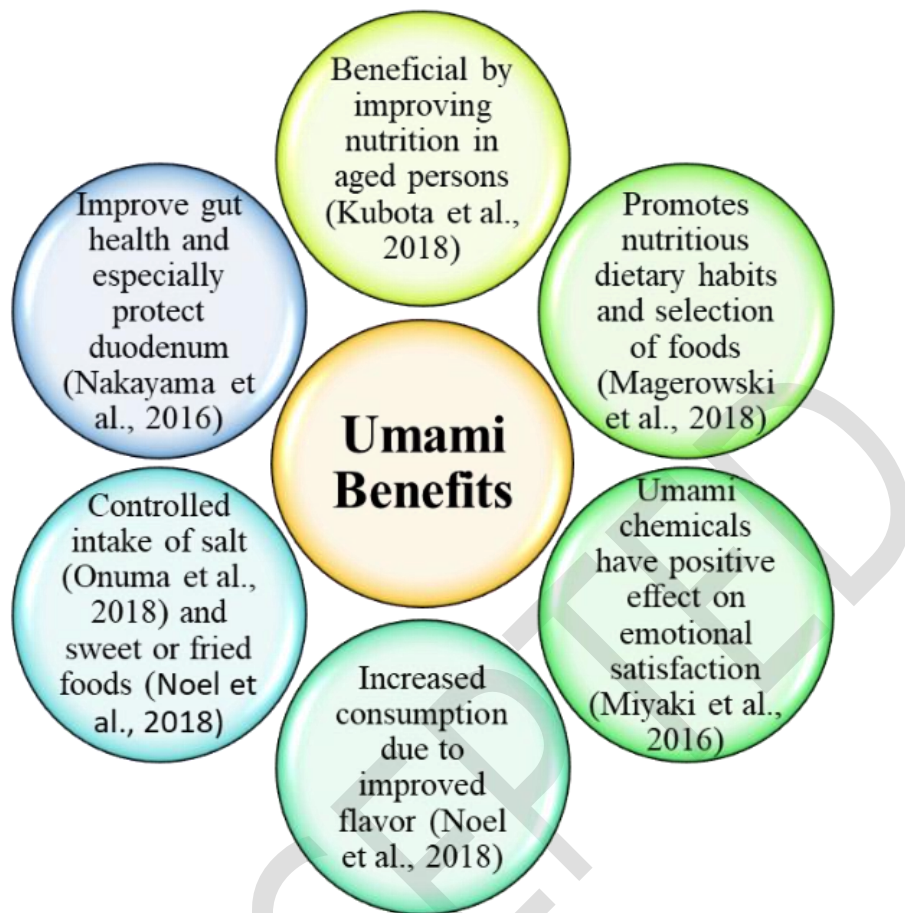 Beneficial by
improving
nutrition in
aged persons
(Kubota et al.,
2018)
Promotes
nutritious
dietary habits
and selection
of foods
(Magerowski
et al., 2018)
Umami
chemicals
have positive
effect on
emotional
satisfaction
(Miyaki et al.,
2016)
Increased
consumption
due to
improved
flavor (Noel
et al., 2018)
Controlled
intake of salt
(Onuma et al.,
2018) and
sweet or fried
foods (Noel et
al., 2018)
Improve gut
health and
especially
protect
duodenum
(Nakayama et
al., 2016)
Umami
Benefits
CEPTED